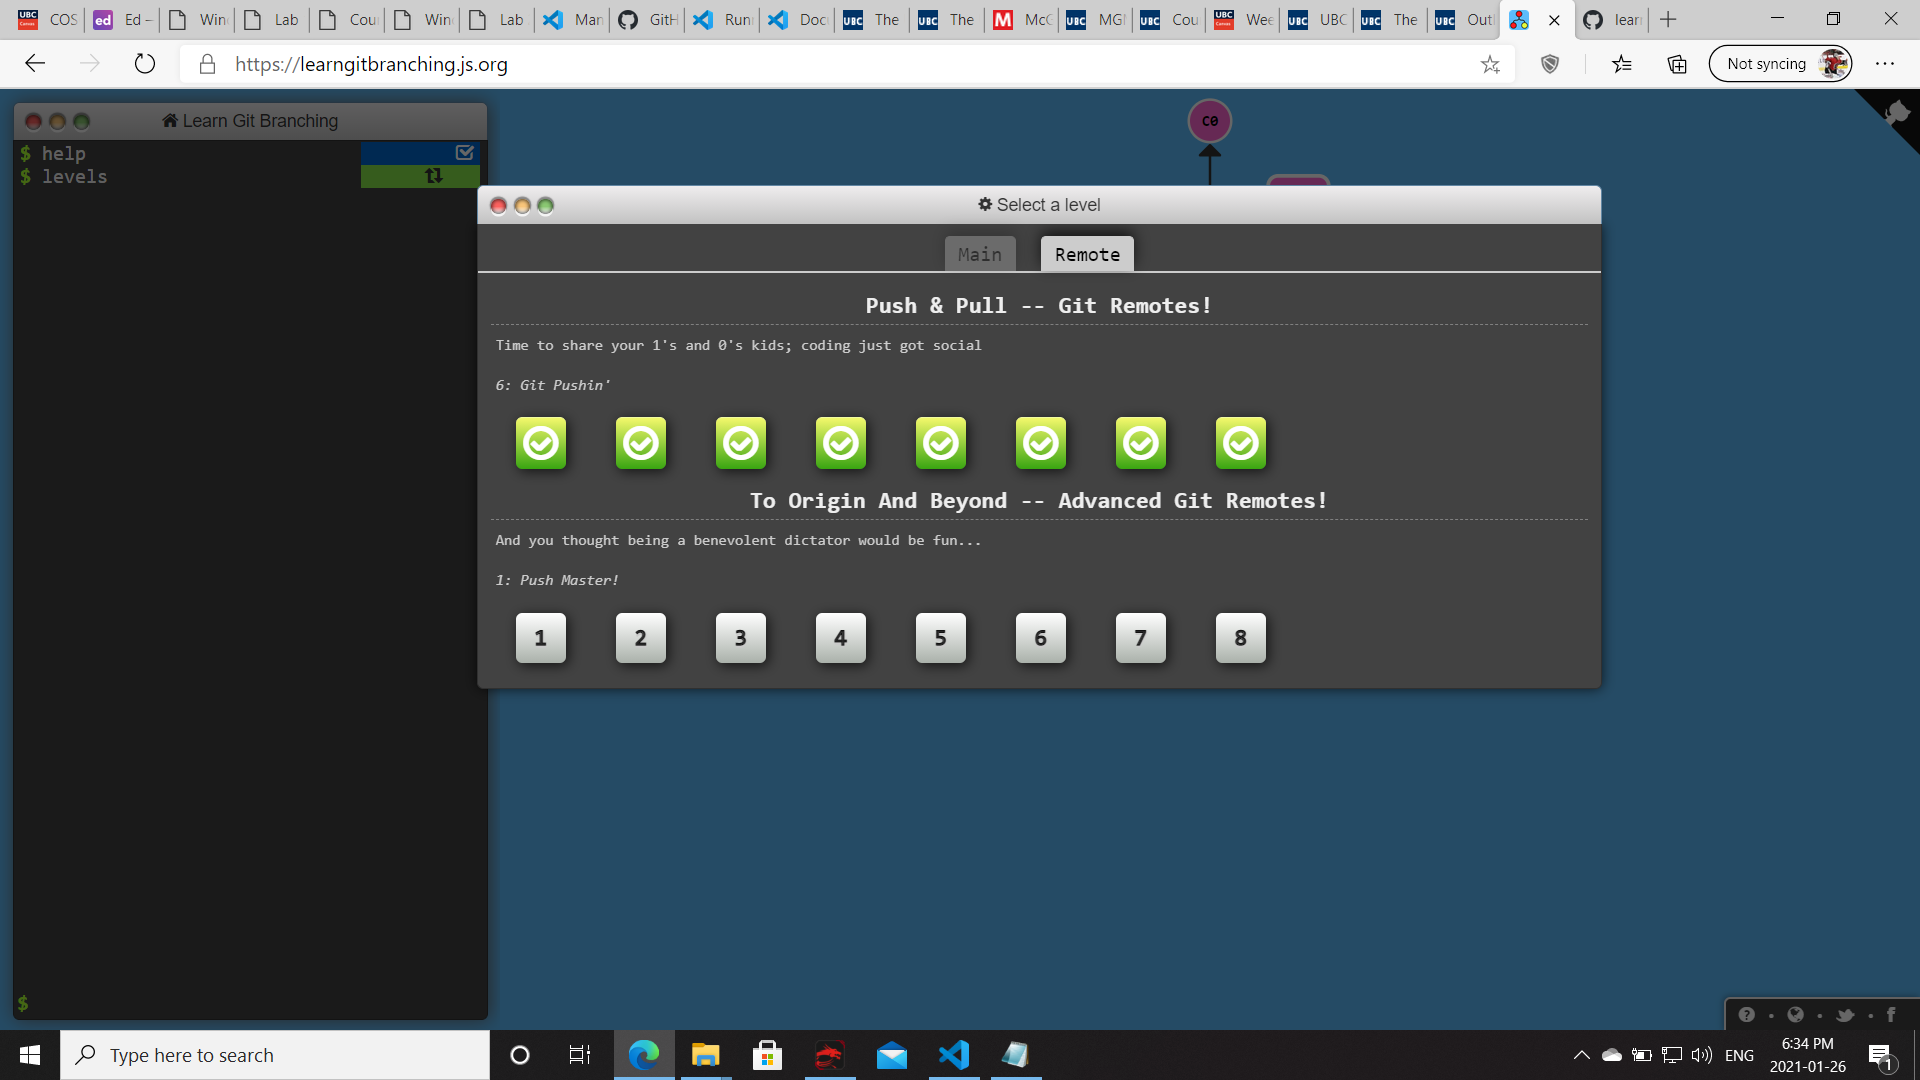 COS
Ed –
Win
Lab
Cou
Win
Lab
Man
GitH
Run
Doc
The
The
McG
MGM
Cou
Wee
UBC
The
Outl
lear
https://learngitbranching.js.org
Not syncing
Learn Git Branching
$ help
$ levels
C0
Select a level
Main
Remote
Push & Pull -- Git Remotes!
Time to share your 1's and 0's kids; coding just got social
6: Git Pushin'
To Origin And Beyond -- Advanced Git Remotes!
And you thought being a benevolent dictator would be fun...
1: Push Master!
1 2 3 4 5 6 7 8
$
Type here to search
ENG
6:34 PM
2021-01-26
1